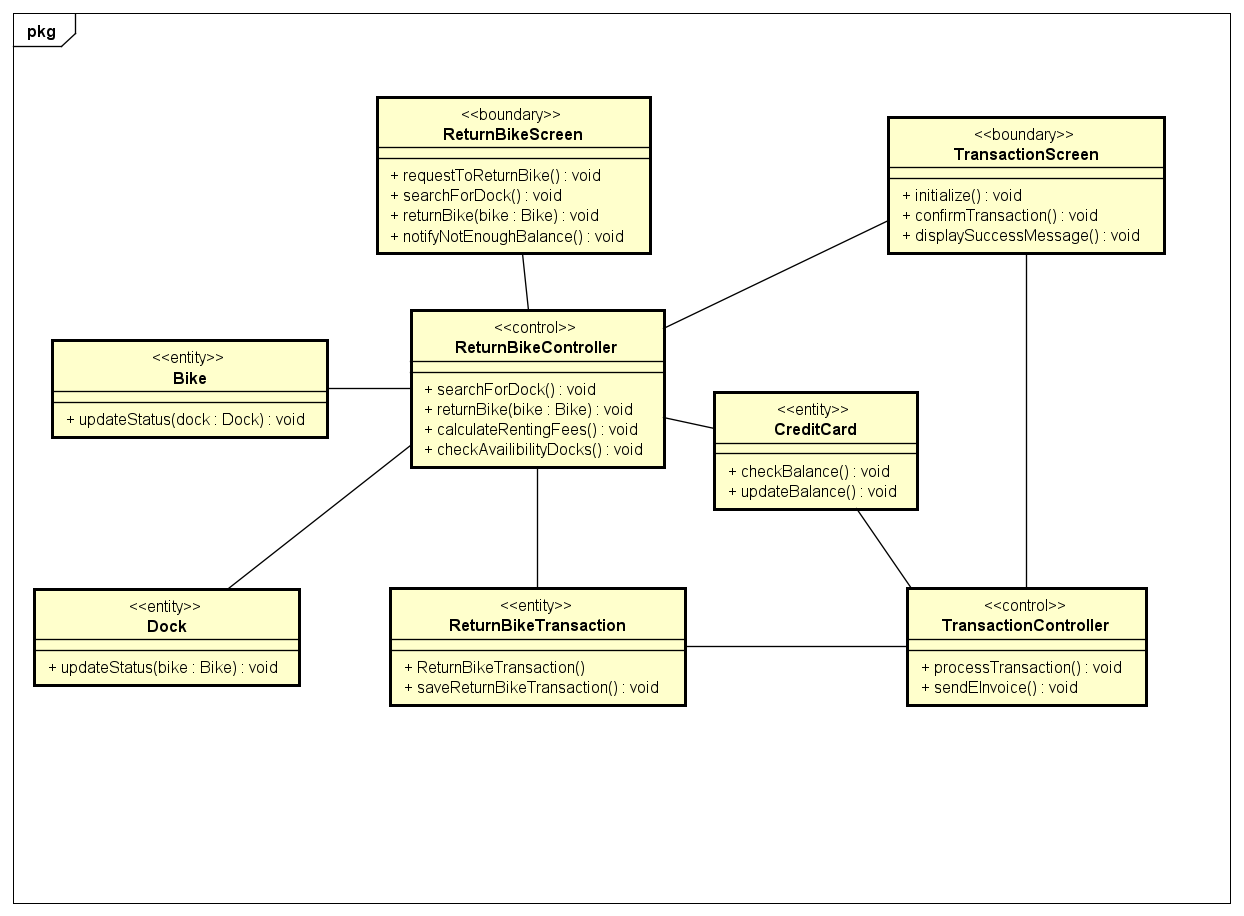 pkg
<<boundary>>
ReturnBikeScreen
+ requestToReturnBike() : void
+ searchForDock() : void
+ returnBike(bike : Bike) : void
+ notifyNotEnoughBalance() : void
<<boundary>>
TransactionScreen
+ initialize() : void
+ confirmTransaction() : void
+ displaySuccessMessage() : void
<<control>>
ReturnBikeController
+ searchForDock() : void
+ returnBike(bike : Bike) : void
+ calculateRentingFees() : void
+ checkAvailibilityDocks() : void
<<entity>>
Bike
+ updateStatus(dock : Dock) : void
<<entity>>
CreditCard
+ checkBalance() : void
+ updateBalance() : void
<<entity>>
Dock
+ updateStatus(bike : Bike) : void
<<entity>>
ReturnBikeTransaction
+ ReturnBikeTransaction()
+ saveReturnBikeTransaction() : void
<<control>>
TransactionController
+ processTransaction() : void
+ sendEInvoice() : void